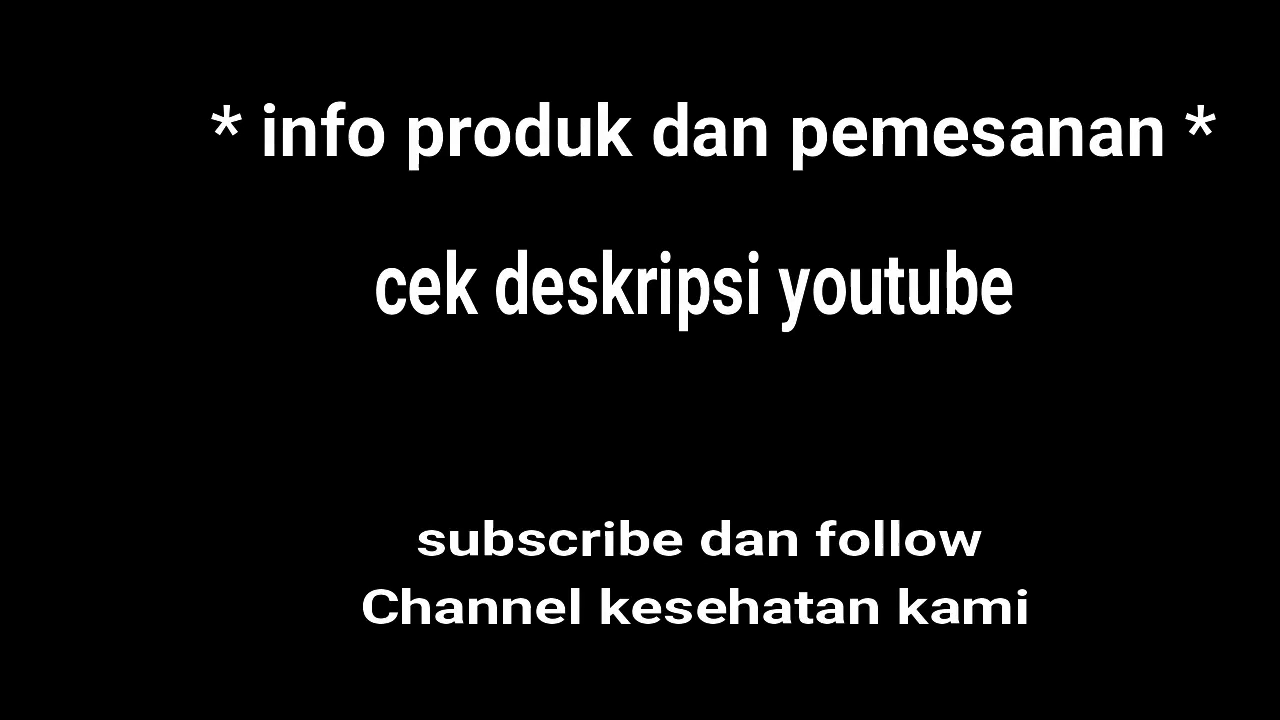 * info produk dan pemesanan *
cek deskripsi youtube
subscribe dan follow
Channel kesehatan kami